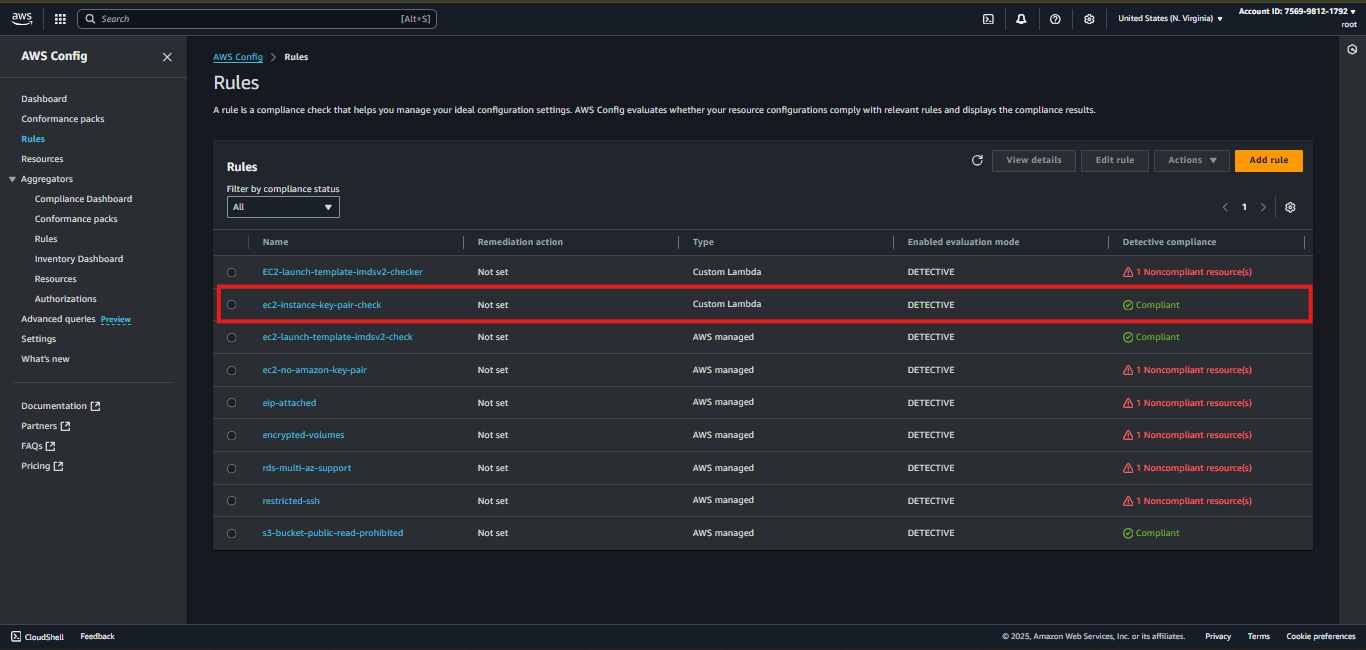 aws Search [Alt+S] United States (N. Virginia) Account ID: 7569-9812-1792
root
AWS Config
Dashboard
Conformance packs
Rules
Resources
Aggregators
Compliance Dashboard
Conformance packs
Rules
Inventory Dashboard
Resources
Authorizations
Advanced queries Preview
Settings
What's new
Documentation
Partners
FAQs
Pricing
AWS Config Rules
Rules
A rule is a compliance check that helps you manage your ideal configuration settings. AWS Config evaluates whether your resource configurations comply with relevant rules and displays the compliance results.
Rules View details Edit rule Actions Add rule
Filter by compliance status
All 1
Name Remediation action Type Enabled evaluation mode Detective compliance
EC2-launch-template-imdsv2-checker Not set Custom Lambda DETECTIVE 1 Noncompliant resource(s)
ec2-instance-key-pair-check Not set Custom Lambda DETECTIVE Compliant
ec2-launch-template-imdsv2-check Not set AWS managed DETECTIVE Compliant
ec2-no-amazon-key-pair Not set AWS managed DETECTIVE 1 Noncompliant resource(s)
eip-attached Not set AWS managed DETECTIVE 1 Noncompliant resource(s)
encrypted-volumes Not set AWS managed DETECTIVE 1 Noncompliant resource(s)
rds-multi-az-support Not set AWS managed DETECTIVE 1 Noncompliant resource(s)
restricted-ssh Not set AWS managed DETECTIVE 1 Noncompliant resource(s)
s3-bucket-public-read-prohibited Not set AWS managed DETECTIVE Compliant
CloudShell Feedback © 2025, Amazon Web Services, Inc. or its affiliates. Privacy Terms Cookie preferences